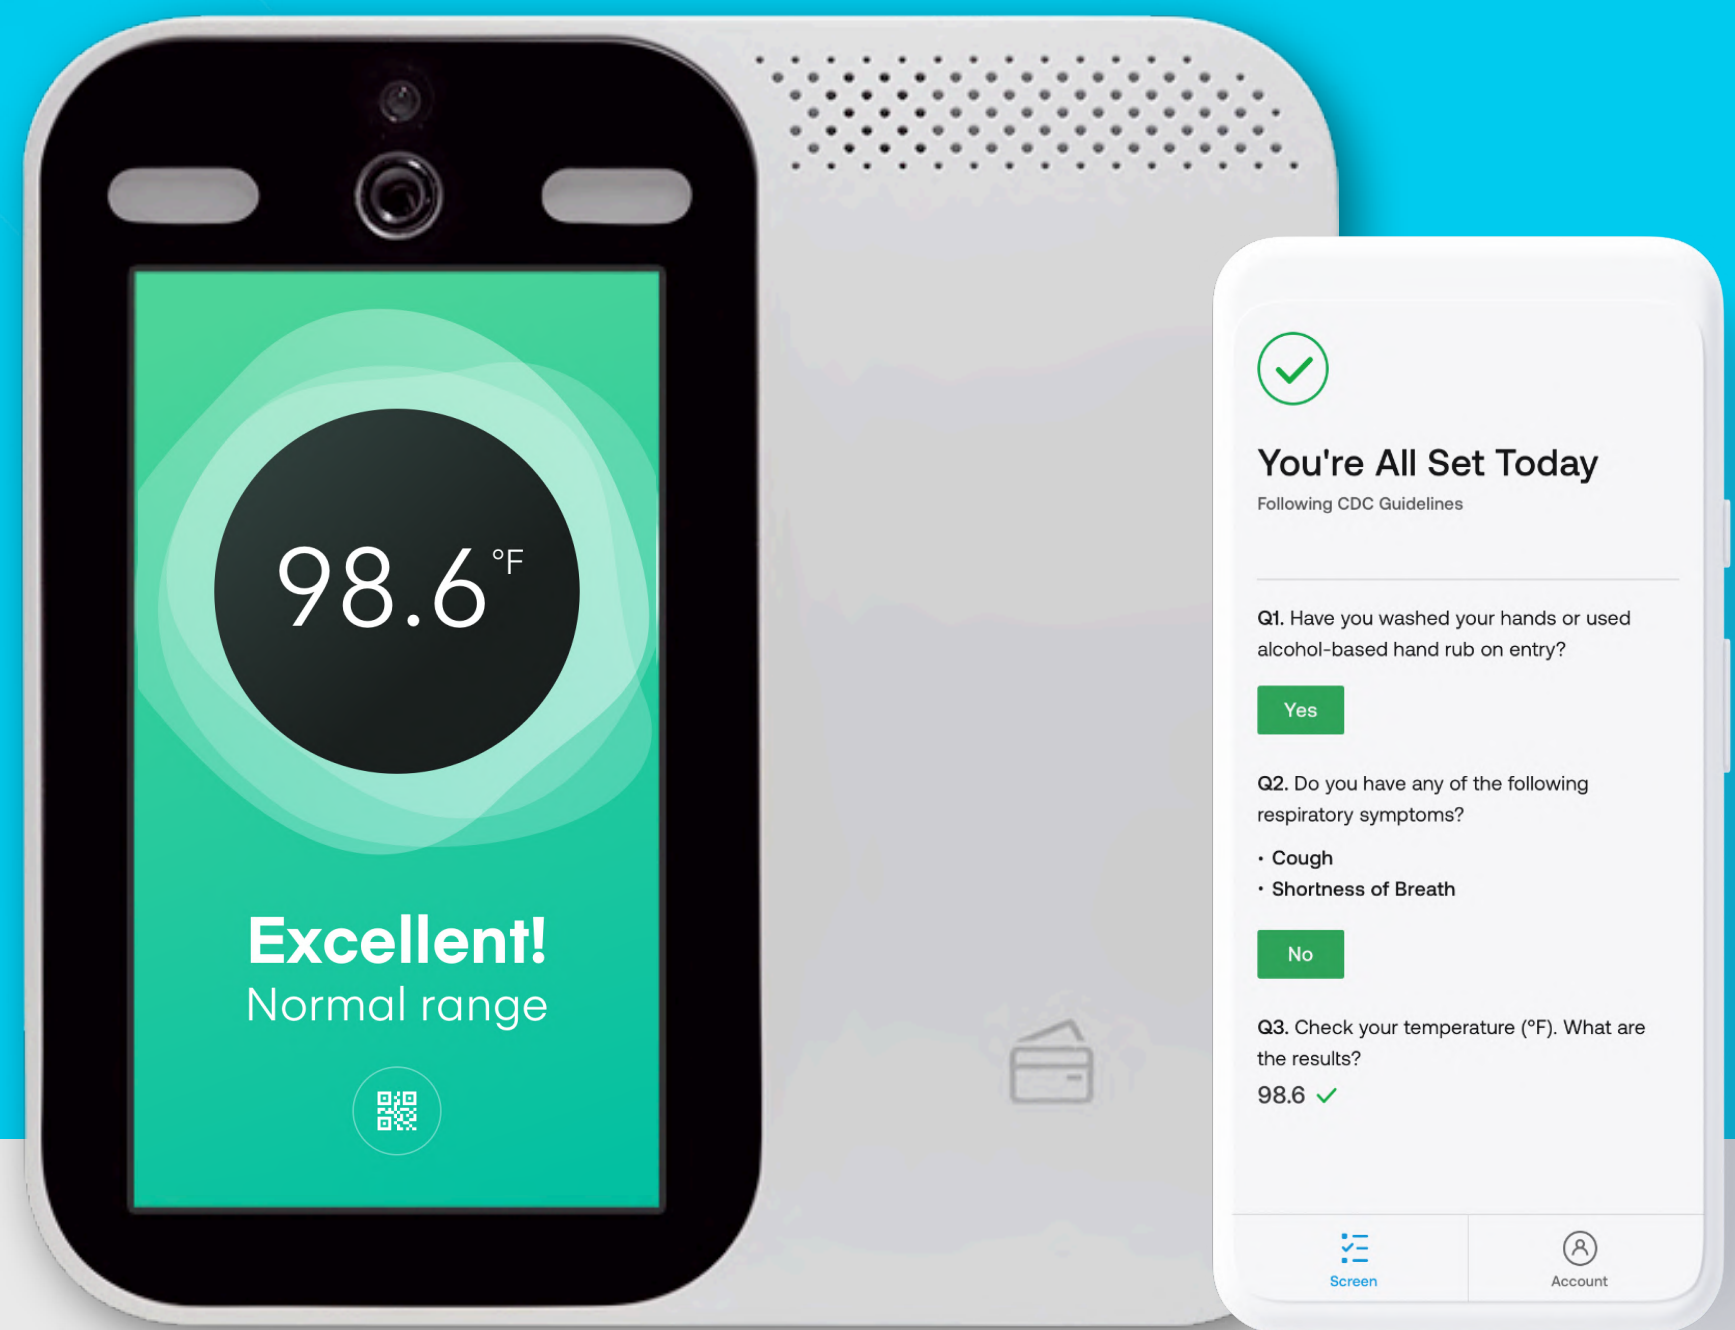 98.6 °F
Excellent!
Normal range
You're All Set Today
Following CDC Guidelines
Q1. Have you washed your hands or used
alcohol-based hand rub on entry?
Yes
Q2. Do you have any of the following
respiratory symptoms?
• Cough
• Shortness of Breath
No
Q3. Check your temperature (°F). What are
the results?
98.6
Screen
Account